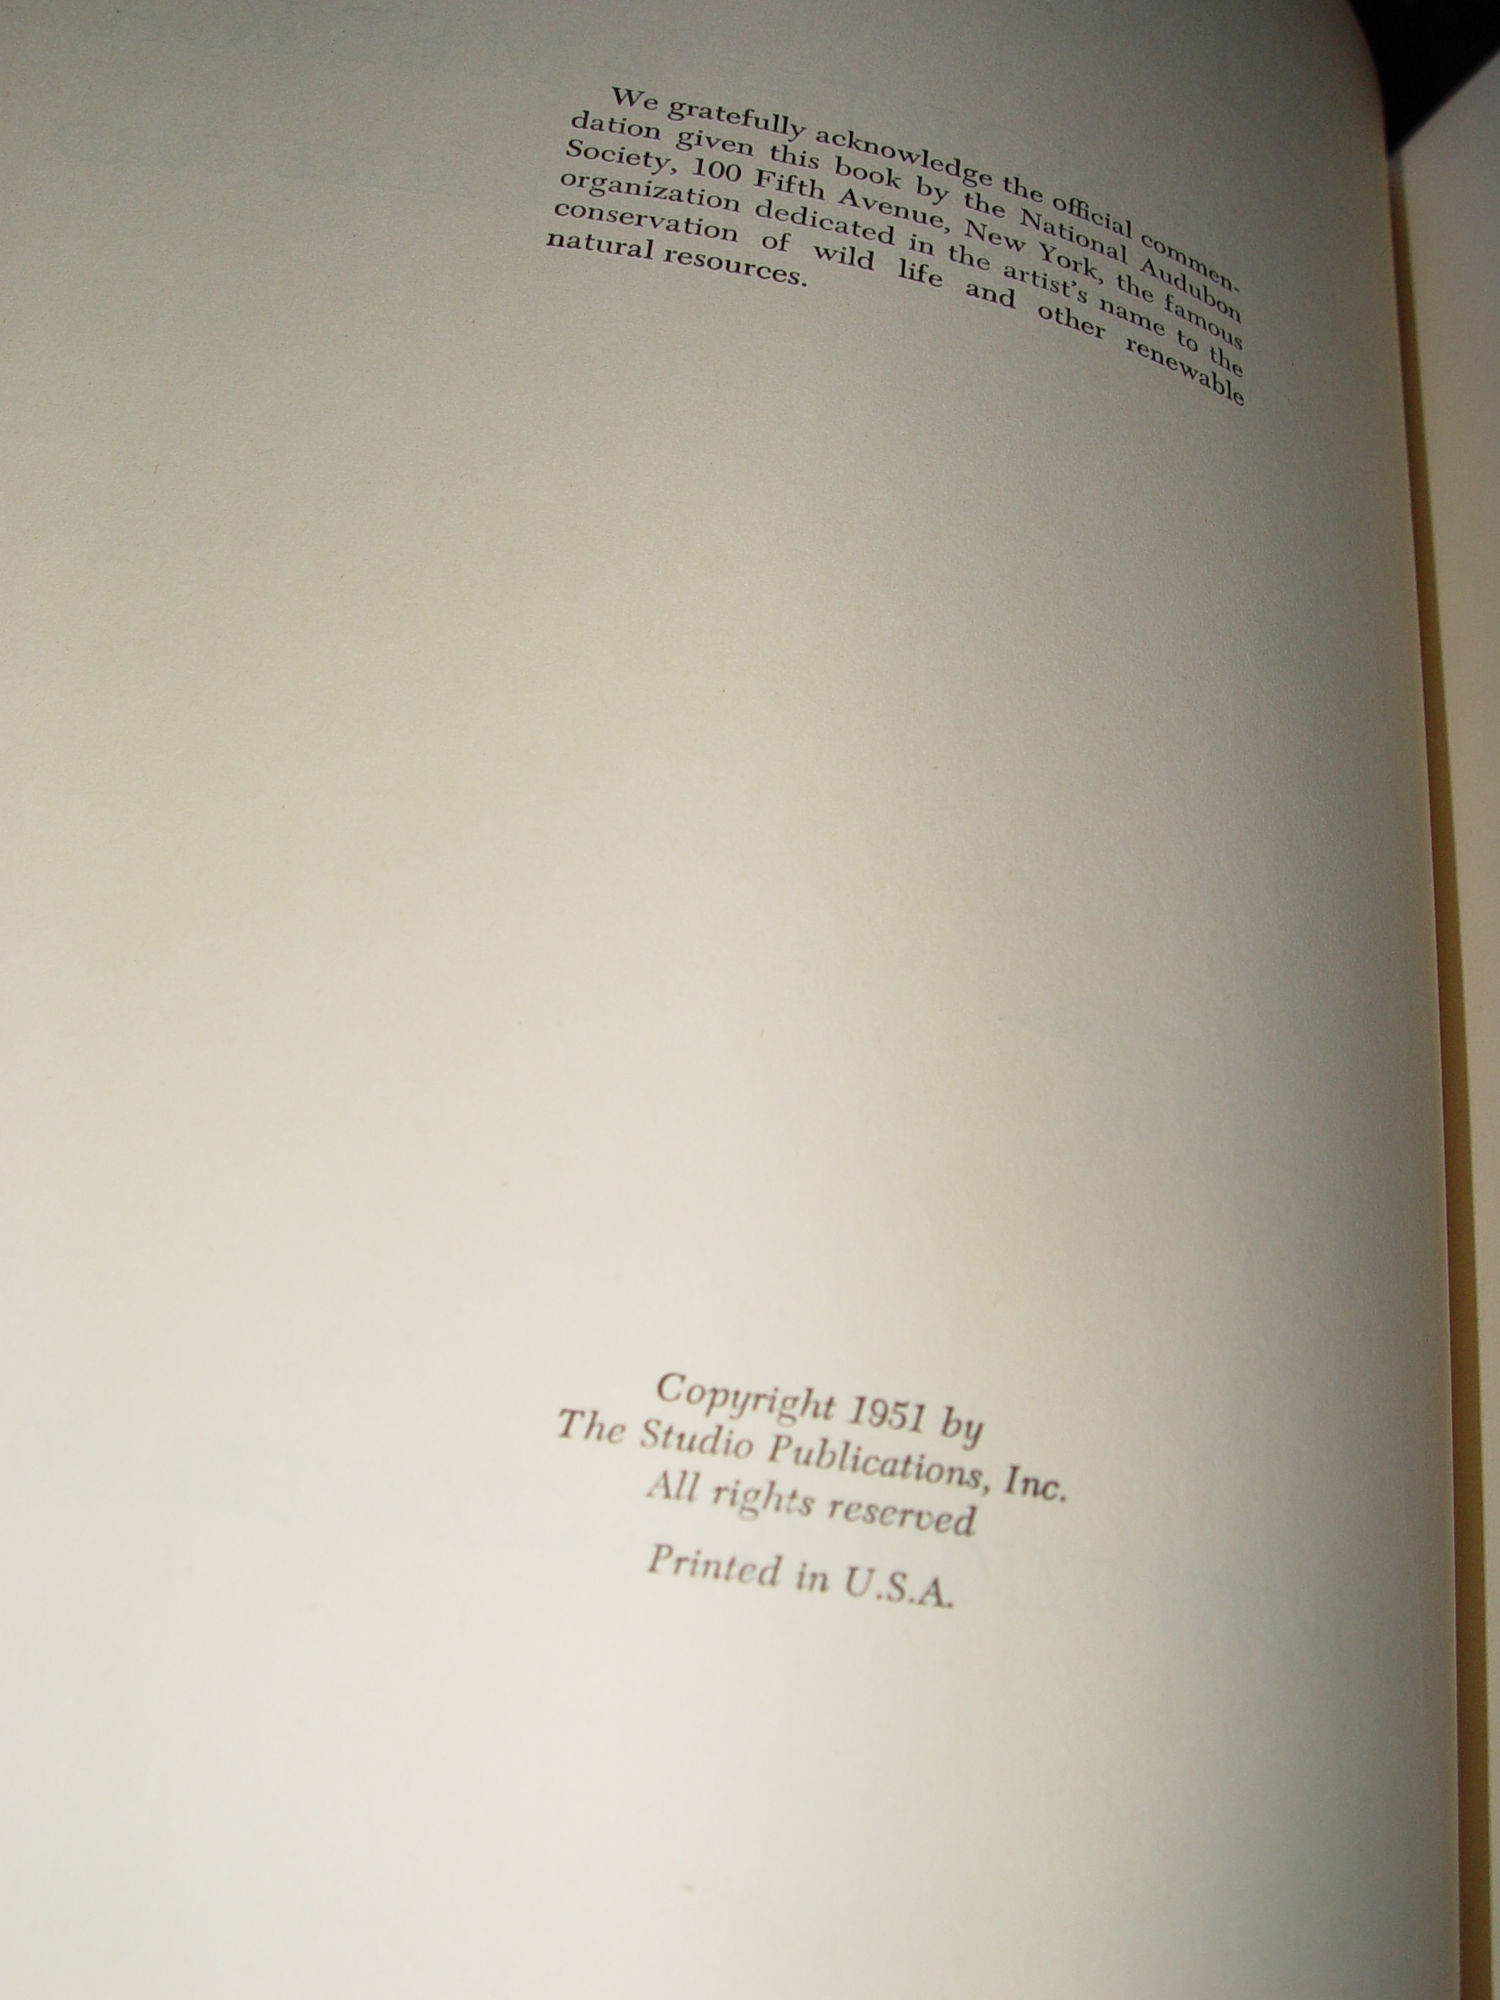 We gratefully acknowledge the official commen-
dation given this book by the National Audubon
Society, 100 Fifth Avenue, New York, the famous
organization dedicated in the artist's name to the
conservation of wild life and other renewable
natural resources.
Copyright 1951 by
The Studio Publications, Inc.
All rights reserved
Printed in U.S.A.